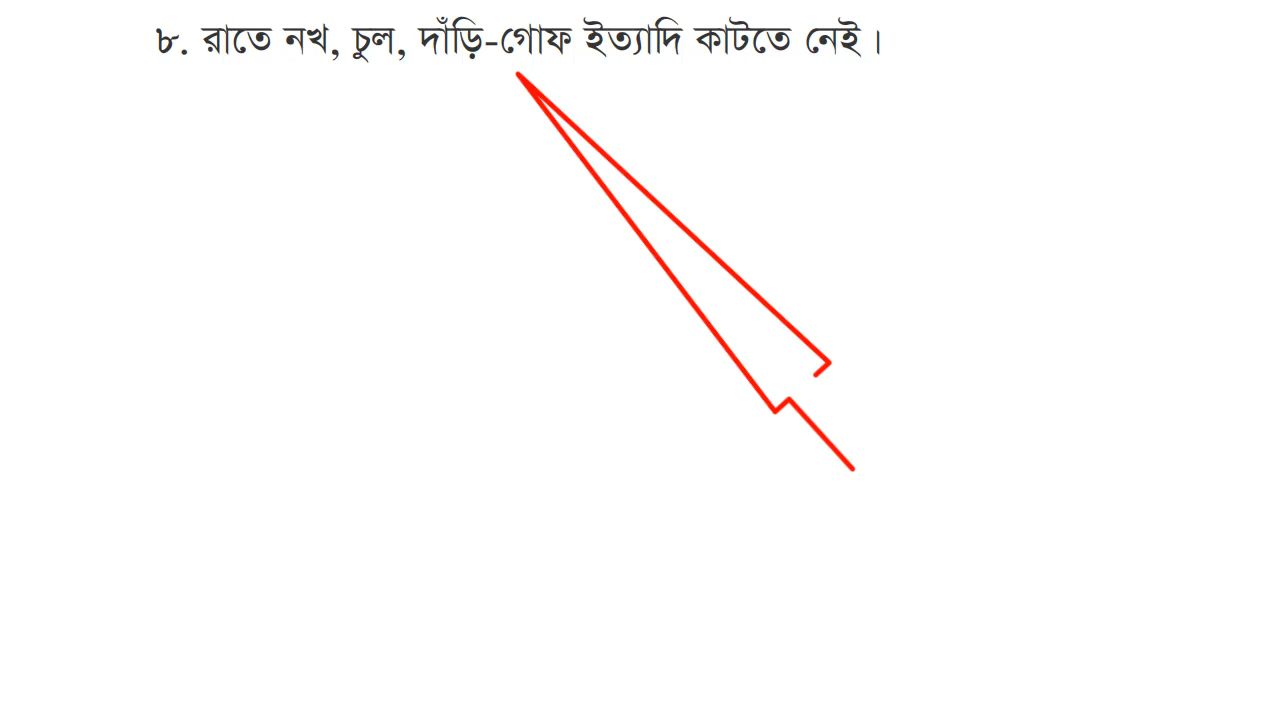 ৮. রাতে নখ, চুল, দাঁড়ি-গোফ ইত্যাদি কাটতে নেই।